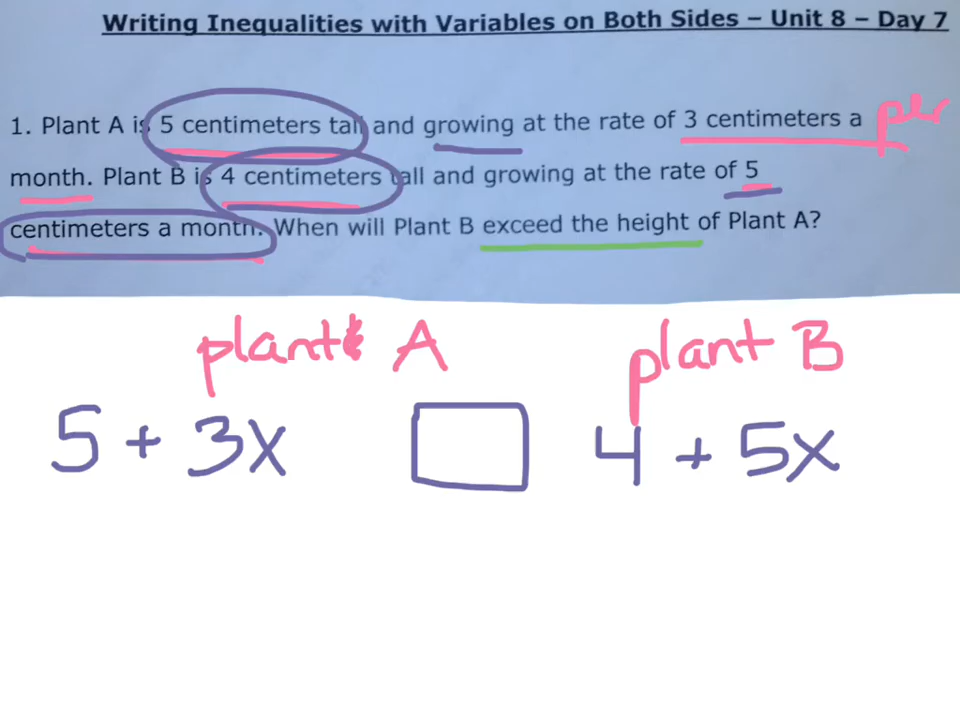 Writing Inequalities with Variables on Both Sides – Unit 8 – Day 7
1. Plant A is 5 centimeters tall and growing at the rate of 3 centimeters a per
month. Plant B is 4 centimeters tall and growing at the rate of 5
centimeters a month. When will Plant B exceed the height of Plant A?
plant A plant B
5 + 3x 4 + 5x